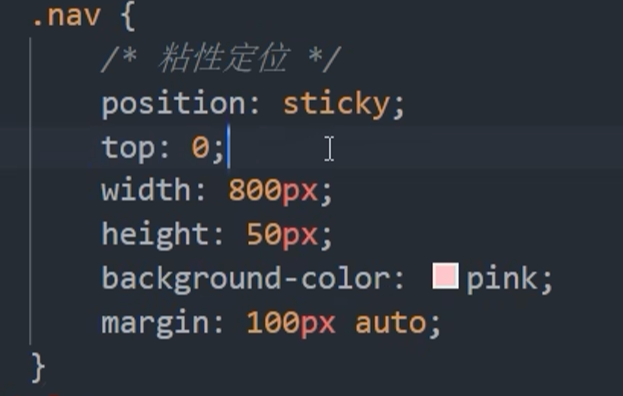 .nav {
/* 粘性定位 */
position: sticky;
top: 0;
width: 800px;
height: 50px;
background-color: pink;
margin: 100px auto;
}